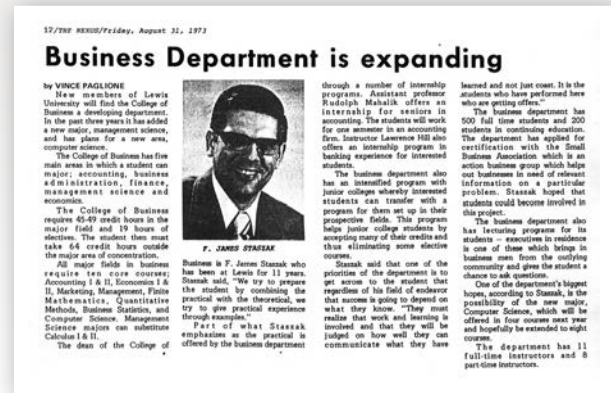 12/THE NEXUS/Friday, August 31, 1973
Business Department is expanding
by VINCE PAGLIONE
New members of Lewis
University will find the College of
Business a developing department.
In the past three years it has added
a new major, management science,
and has plans for a new area,
computer science.
The College of Business has five
main areas in which a student can
major; accounting, business
administration, finance,
management science and
economics.
The College of Business
requires 45-49 credit hours in the
major field and 19 hours of
electives. The student then must
take 64 credit hours outside
the major area of concentration.
All major fields in business
require ten core courses;
Accounting I & II, Economics I &
II, Marketing, Management, Finite
Mathematics, Quantitative
Methods, Business Statistics, and
Computer Science. Management
Science majors can substitute
Calculus I & II.
The dean of the College of
F. JAMES STASZAK
Business is F. James Staszak who
has been at Lewis for 11 years.
Staszak said, "We try to prepare
the student by combining the
practical with the theoretical, we
try to give practical experience
through examples."
Part of what Staszak
emphasizes as the practical is
offered by the business department
through a number of internship
programs. Assistant professor
Rudolph Mahalik offers an
internship for seniors in
accounting. The students will work
for one semester in an accounting
firm. Instructor Lawrence Hill also
offers an internship program in
banking experience for interested
students.
The business department also
has an intensified program with
junior colleges whereby interested
students can transfer with a
program for them set up in their
prospective fields. This program
helps junior college students by
accepting many of their credits and
thus eliminating some elective
courses.
Staszak said that one of the
priorities of the department is to
get across to the student that
regardless of his field of endeavor
that success is going to depend on
what they know. "They must
realize that work and learning is
involved and that they will be
judged on how well they can
communicate what they have
learned and not just coast. It is the
students who have performed here
who are getting offers."
The business department has
500 full time students and 200
students in continuing education.
The department has applied for
certification with the Small
Business Association which is an
action business group which helps
out businesses in need of relevant
information on a particular
problem. Staszak hoped that
students could become involved in
this project.
The business department also
has lecturing programs for its
students — executives in residence
is one of these which brings in
business men from the outlying
community and gives the student a
chance to ask questions.
One of the department's biggest
hopes, according to Staszak, is the
possibility of the new major,
Computer Science, which will be
offered in four courses next year
and hopefully be extended to eight
courses.
The department has 11
full-time instructors and 8
part-time instructors.